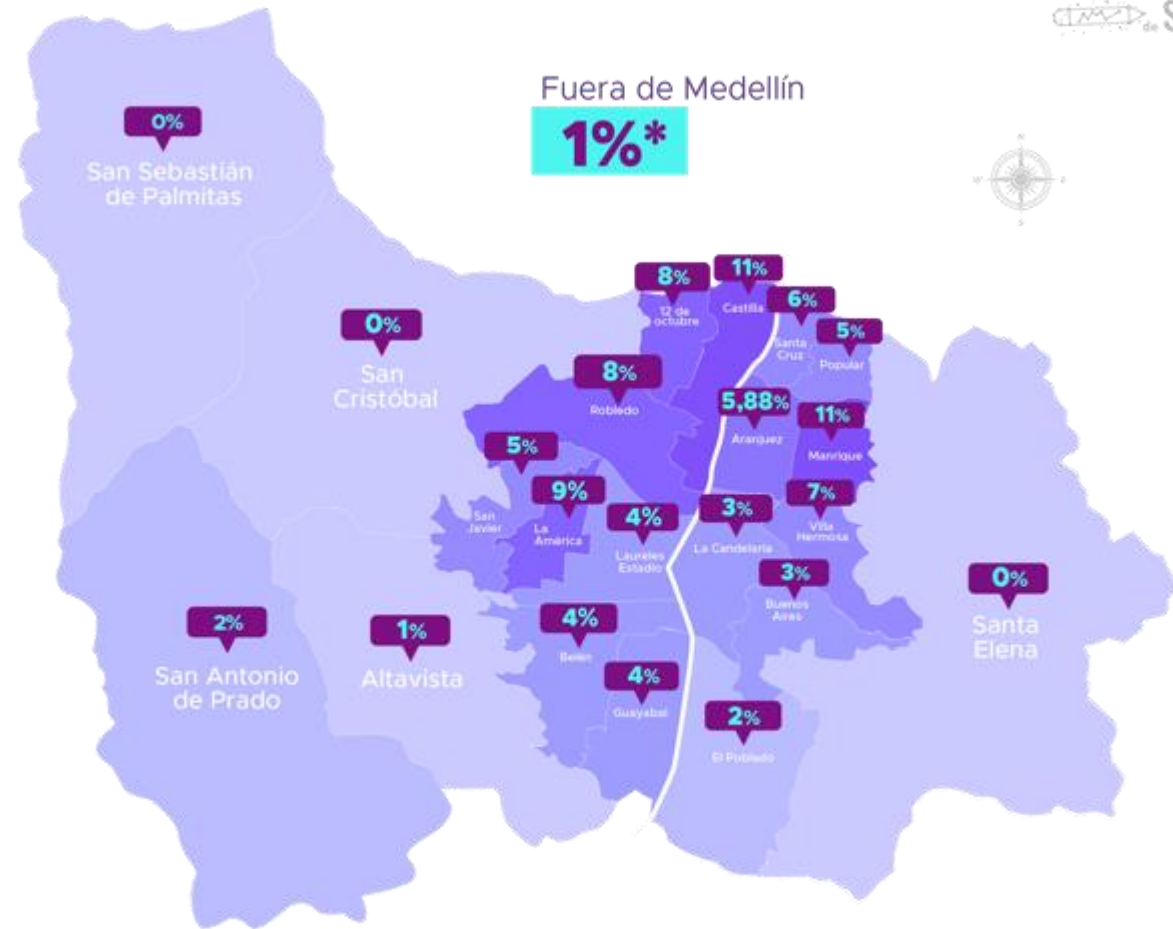 de S
Fuera de Medellín
1%*
0%
San Sebastián
de Palmitas
N
0%
San
Cristóbal
8%
12 de
octubre
11%
Castilla
6%
Santa
Cruz
5%
Popular
8%
Robledo
5,88%
Ararquez
11%
Manrique
5%
San
Javier
9%
La
América
4%
Laureles
Estadio
3%
La Candelaria
7%
Villa
Hermosa
3%
Buenos
Aires
0%
Santa
Elena
2%
San Antonio
de Prado
1%
Altavista
4%
Belén
4%
Guayabal
2%
El Poblado